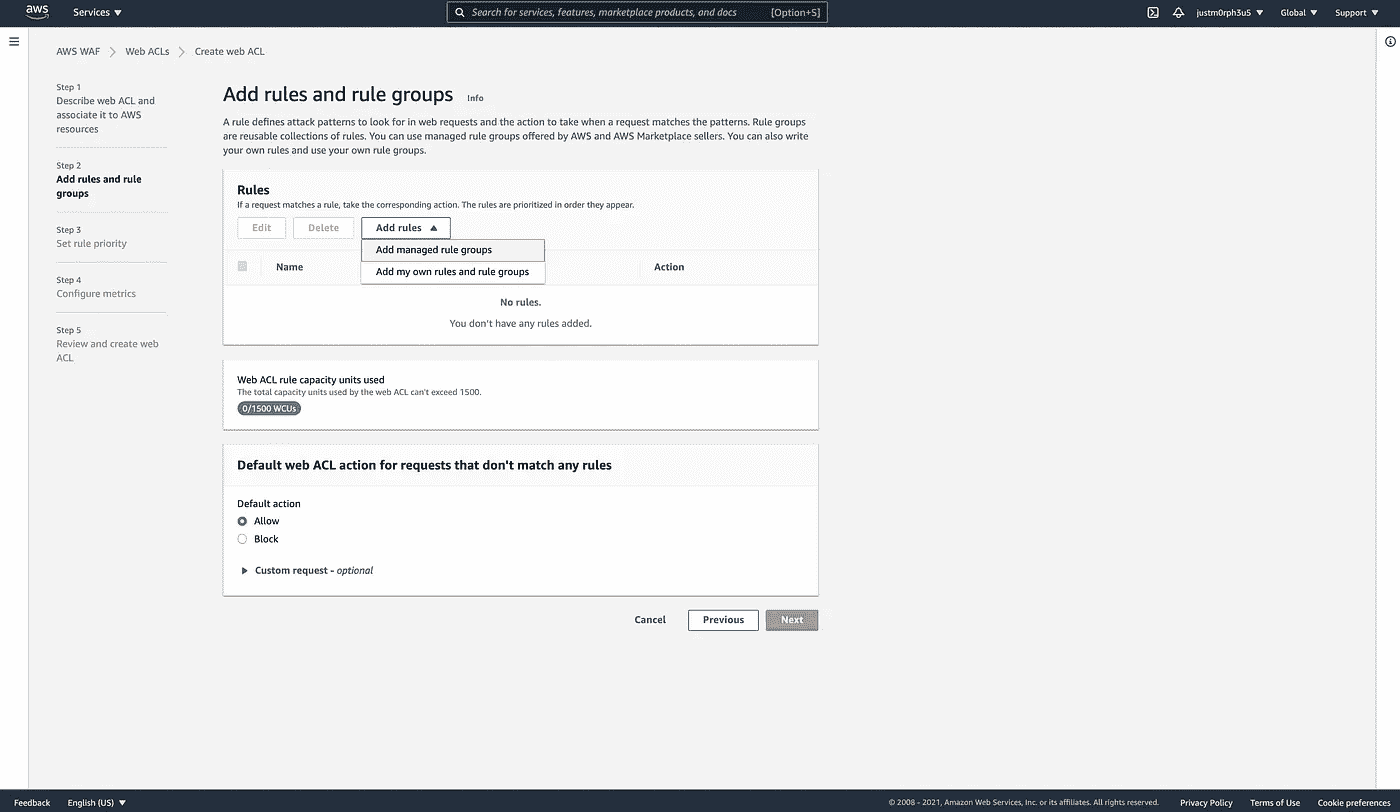 aws
Services ▼
Search for services, features, marketplace products, and docs [Option+S]
justm0rph3u5 ▼
Global ▼
Support ▼
AWS WAF > Web ACLs > Create web ACL
Step 1
Describe web ACL and
associate it to AWS
resources
Step 2
Add rules and rule
groups
Step 3
Set rule priority
Step 4
Configure metrics
Step 5
Review and create web
ACL
Add rules and rule groups Info
A rule defines attack patterns to look for in web requests and the action to take when a request matches the patterns. Rule groups
are reusable collections of rules. You can use managed rule groups offered by AWS and AWS Marketplace sellers. You can also write
your own rules and use your own rule groups.
Rules
If a request matches a rule, take the corresponding action. The rules are prioritized in order they appear.
Edit Delete Add rules ▲
Add managed rule groups
Add my own rules and rule groups
Name Action
No rules.
You don't have any rules added.
Web ACL rule capacity units used
The total capacity units used by the web ACL can't exceed 1500.
0/1500 WCUs
Default web ACL action for requests that don't match any rules
Default action
Allow
Block
Custom request - optional
Cancel Previous Next
Feedback English (US) ▼ © 2008 - 2021, Amazon Web Services, Inc. or its affiliates. All rights reserved. Privacy Policy Terms of Use Cookie preferences